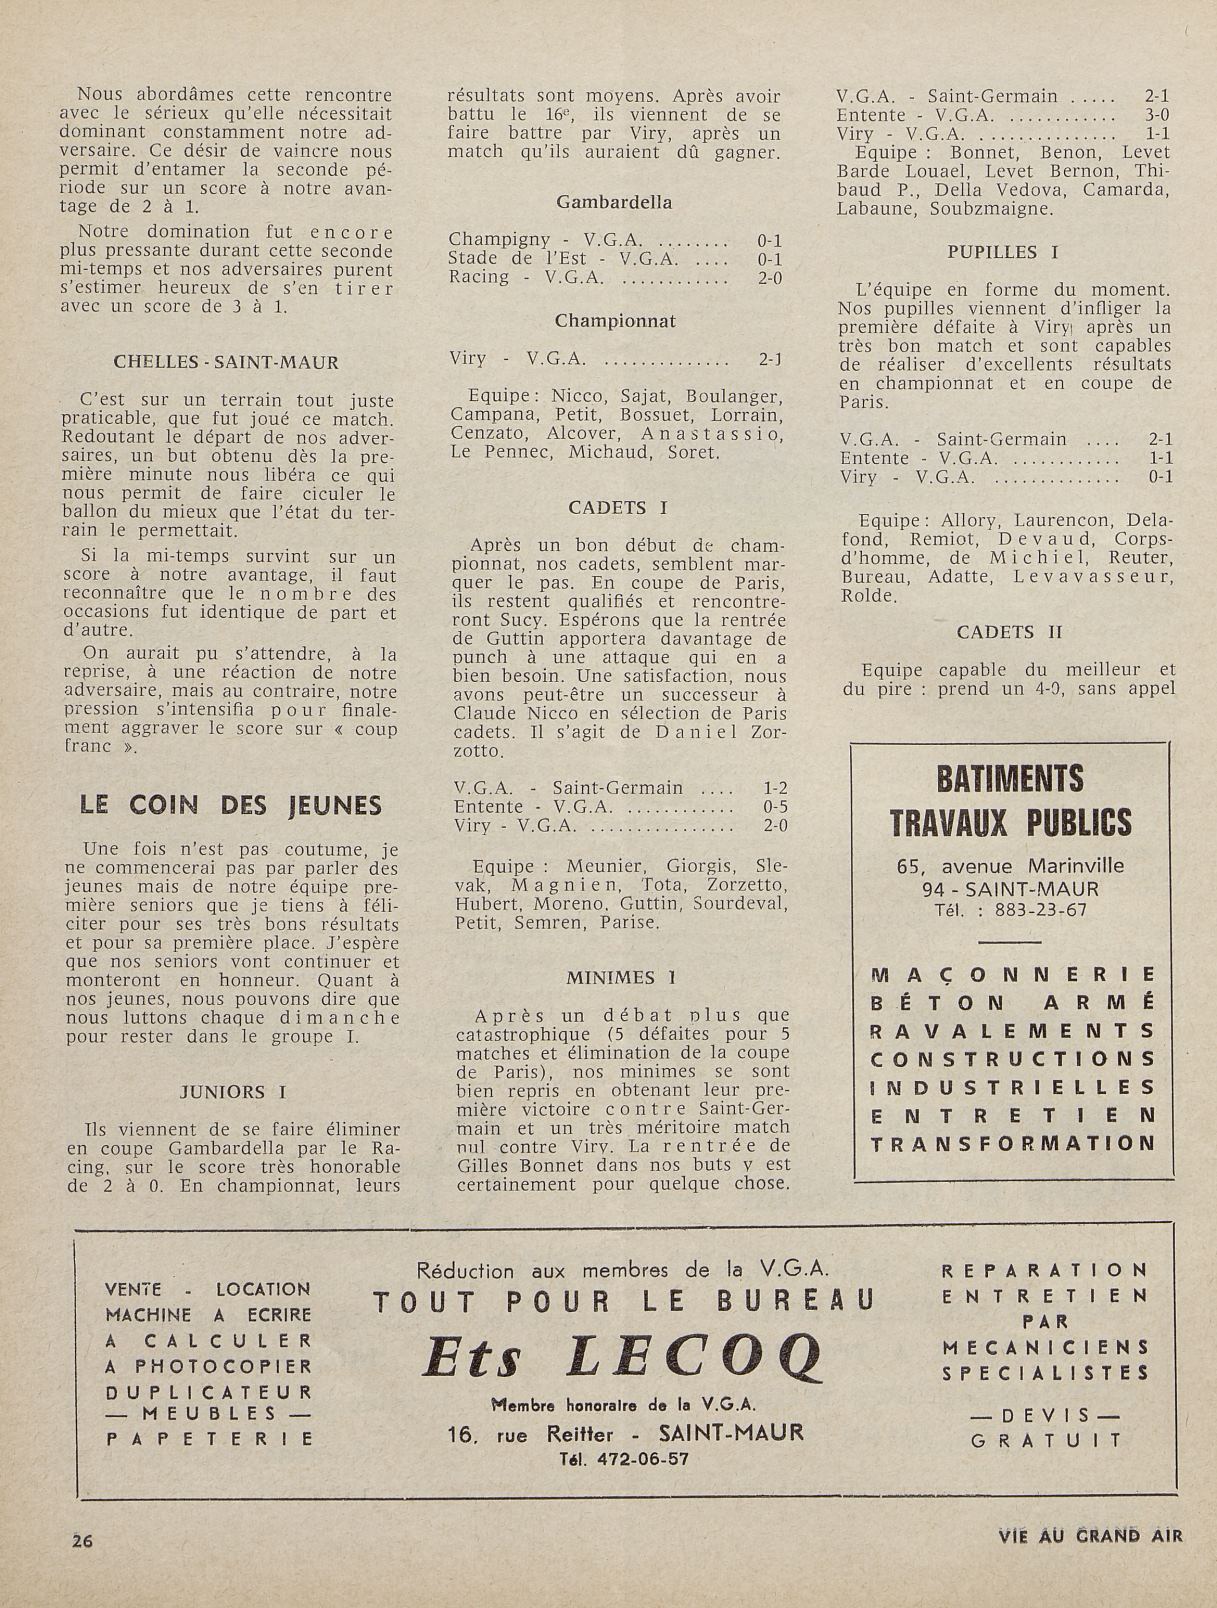 Nous abordâmes cette rencontre
avec le sérieux qu'elle nécessitait
dominant constamment notre ad-
versaire. Ce désir de vaincre nous
permit d'entamer la seconde pé-
riode sur un score à notre avan-
tage de 2 à 1.
Notre domination fut encore
plus pressante durant cette seconde
mi-temps et nos adversaires purent
s'estimer heureux de s'en tirer
avec un score de 3 à 1.
CHELLES - SAINT-MAUR
C'est sur un terrain tout juste
praticable, que fut joué ce match.
Redoutant le départ de nos adver-
saires, un but obtenu dès la pre-
mière minute nous libéra ce qui
nous permit de faire ciculer le
ballon du mieux que l'état du ter-
rain le permettait.
Si la mi-temps survint sur un
score à notre avantage, il faut
reconnaître que le nombre des
occasions fut identique de part et
d'autre.
On aurait pu s'attendre, à la
reprise, à une réaction de notre
adversaire, mais au contraire, notre
pression s'intensifia pour finale-
ment aggraver le score sur « coup
franc ».
LE COIN DES JEUNES
Une fois n'est pas coutume, je
ne commencerai pas par parler des
jeunes mais de notre équipe pre-
mière seniors que je tiens à féli-
citer pour ses très bons résultats
et pour sa première place. J'espère
que nos seniors vont continuer et
monteront en honneur. Quant à
nos jeunes, nous pouvons dire que
nous luttons chaque dimanche
pour rester dans le groupe I.
JUNIORS I
Ils viennent de se faire éliminer
en coupe Gambardella par le Ra-
cing, sur le score très honorable
de 2 à 0. En championnat, leurs
résultats sont moyens. Après avoir
battu le 16e, ils viennent de se
faire battre par Viry, après un
match qu'ils auraient dû gagner.
Gambardella
Champigny - V.G.A. ........ 0-1
Stade de l'Est - V.G.A. .... 0-1
Racing - V.G.A. ............ 2-0
Championnat
Viry - V.G.A. .............. 2-1
Equipe : Nicco, Sajat, Boulanger,
Campana, Petit, Bossuet, Lorrain,
Cenzato, Alcover, Anastassio,
Le Pennec, Michaud, Soret.
CADETS I
Après un bon début de cham-
pionnat, nos cadets, semblent mar-
quer le pas. En coupe de Paris,
ils restent qualifiés et rencontre-
ront Sucy. Espérons que la rentrée
de Guttin apportera davantage de
punch à une attaque qui en a
bien besoin. Une satisfaction, nous
avons peut-être un successeur à
Claude Nicco en sélection de Paris
cadets. Il s'agit de Daniel Zor-
zotto.
V.G.A. - Saint-Germain .... 1-2
Entente - V.G.A. ............ 0-5
Viry - V.G.A. ................ 2-0
Equipe : Meunier, Giorgis, Sle-
vak, Magnien, Tota, Zorzetto,
Hubert, Moreno, Guttin, Sourdeval,
Petit, Semren, Parise.
MINIMES I
Après un débat plus que
catastrophique (5 défaites pour 5
matches et élimination de la coupe
de Paris), nos minimes se sont
bien repris en obtenant leur pre-
mière victoire contre Saint-Ger-
main et un très méritoire match
nul contre Viry. La rentrée de
Gilles Bonnet dans nos buts y est
certainement pour quelque chose.
V.G.A. - Saint-Germain ..... 2-1
Entente - V.G.A. ............ 3-0
Viry - V.G.A. ............... 1-1
Equipe : Bonnet, Benon, Levet
Barde Louael, Levet Bernon, Thi-
baud P., Della Vedova, Camarda,
Labaune, Soubzmaigne.
PUPILLES I
L'équipe en forme du moment.
Nos pupilles viennent d'infliger la
première défaite à Viry après un
très bon match et sont capables
de réaliser d'excellents résultats
en championnat et en coupe de
Paris.
V.G.A. - Saint-Germain .... 2-1
Entente - V.G.A. ............ 1-1
Viry - V.G.A. .............. 0-1
Equipe : Allory, Laurencon, Dela-
fond, Remiot, Devaud, Corps-
d'homme, de Michiel, Reuter,
Bureau, Adatte, Levavasseur,
Rolde.
CADETS II
Equipe capable du meilleur et
du pire : prend un 4-0, sans appel
BATIMENTS
TRAVAUX PUBLICS
65, avenue Marinville
94 - SAINT-MAUR
Tél. : 883-23-67
MAÇONNERIE
BÉTON ARMÉ
RAVALEMENTS
CONSTRUCTIONS
INDUSTRIELLES
ENTRETIEN
TRANSFORMATION
VENTE - LOCATION
MACHINE A ECRIRE
A CALCULER
A PHOTOCOPIER
DUPLICATEUR
— MEUBLES —
PAPETERIE
Réduction aux membres de la V.G.A.
TOUT POUR LE BUREAU
Ets LECOQ
Membre honoraire de la V.G.A.
16, rue Reitter - SAINT-MAUR
Tél. 472-06-57
REPARATION
ENTRETIEN
PAR
MECANICIENS
SPECIALISTES
— DEVIS —
GRATUIT
26
VIE AU GRAND AIR